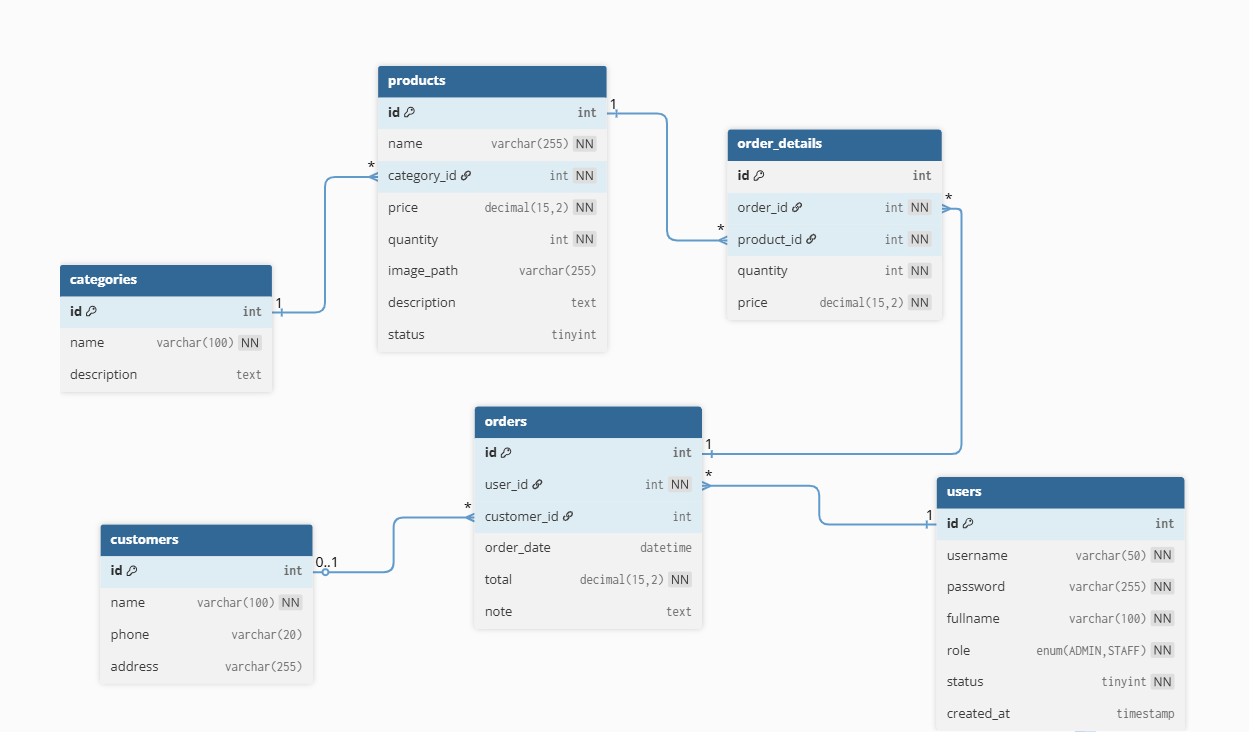 products
id int
name varchar(255) NN
category_id int NN
price decimal(15,2) NN
quantity int NN
image_path varchar(255)
description text
status tinyint
1
*
order_details
id int
order_id int NN
product_id int NN
quantity int NN
price decimal(15,2) NN
*
*
categories
id int
name varchar(100) NN
description text
1
orders
id int
user_id int NN
customer_id int
order_date datetime
total decimal(15,2) NN
note text
1
*
*
customers
id int
name varchar(100) NN
phone varchar(20)
address varchar(255)
0..1
users
id int
username varchar(50) NN
password varchar(255) NN
fullname varchar(100) NN
role enum(ADMIN,STAFF) NN
status tinyint NN
created_at timestamp
1